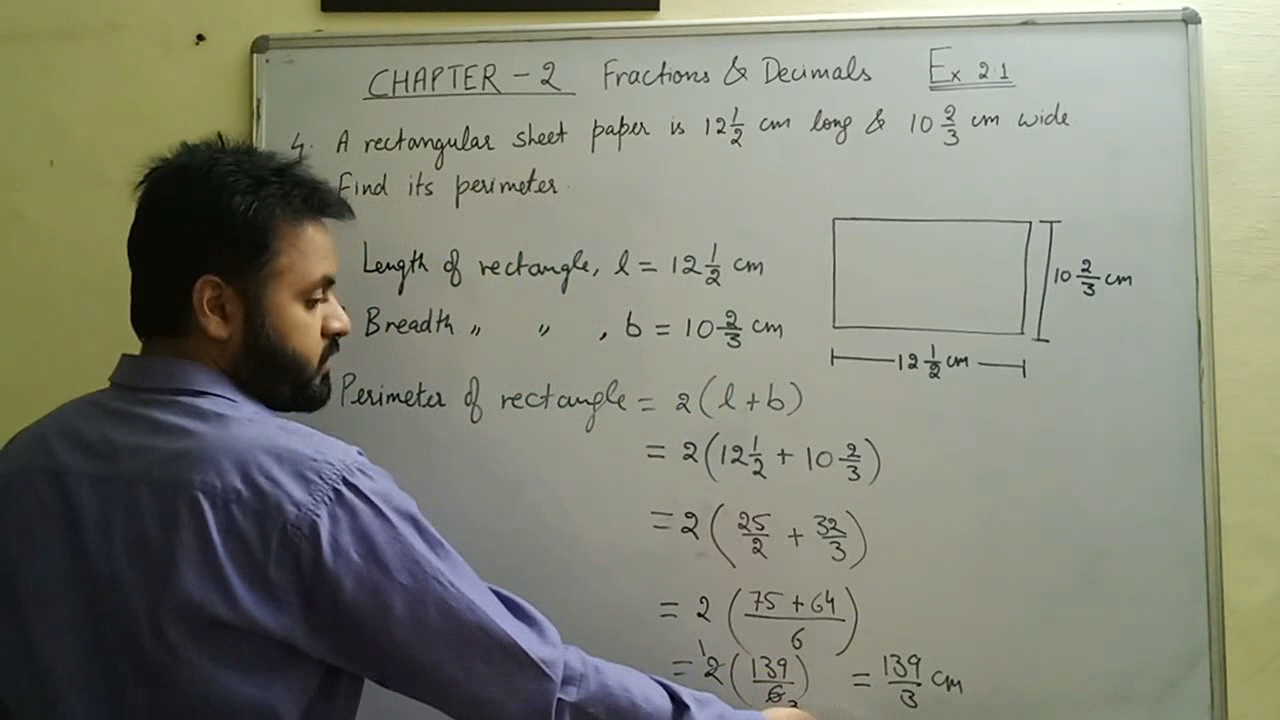 CHAPTER - 2 Fractions & Decimals Ex 2.1
4. A rectangular sheet paper is 12 1/2 cm long & 10 2/3 cm wide
Find its perimeter.
Length of rectangle, l = 12 1/2 cm
Breadth " " , b = 10 2/3 cm
10 2/3 cm
12 1/2 cm
Perimeter of rectangle = 2(l+b)
= 2(12 1/2 + 10 2/3)
= 2(25/2 + 32/3)
= 2(75+64/6)
1
= 2(139/6) = 139/3 cm
3